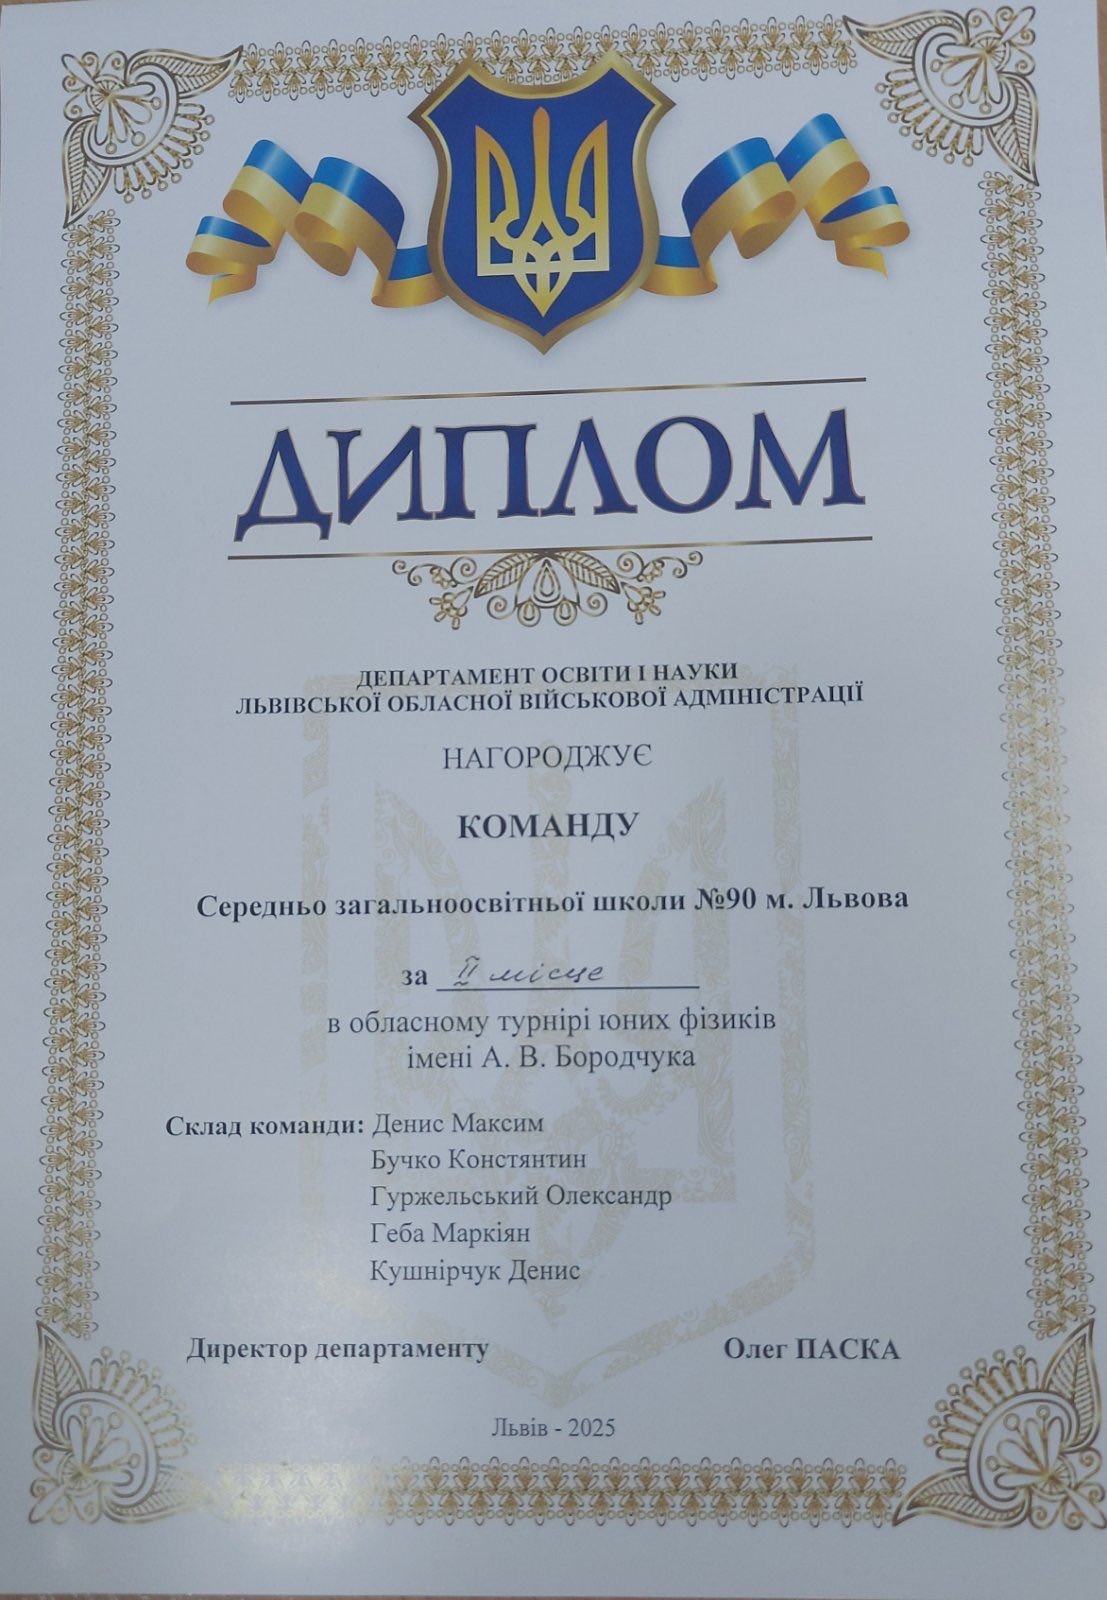 ДИПЛОМ
ДЕПАРТАМЕНТ ОСВІТИ І НАУКИ
ЛЬВІВСЬКОЇ ОБЛАСНОЇ ВІЙСЬКОВОЇ АДМІНІСТРАЦІЇ
НАГОРОДЖУЄ
КОМАНДУ
Середньо загальноосвітньої школи №90 м. Львова
за II місце
в обласному турнірі юних фізиків
імені А. В. Бородчука
Склад команди: Денис Максим
Бучко Констянтин
Гуржельський Олександр
Геба Маркіян
Кушнірчук Денис
Директор департаменту Олег ПАСКА
Львів - 2025